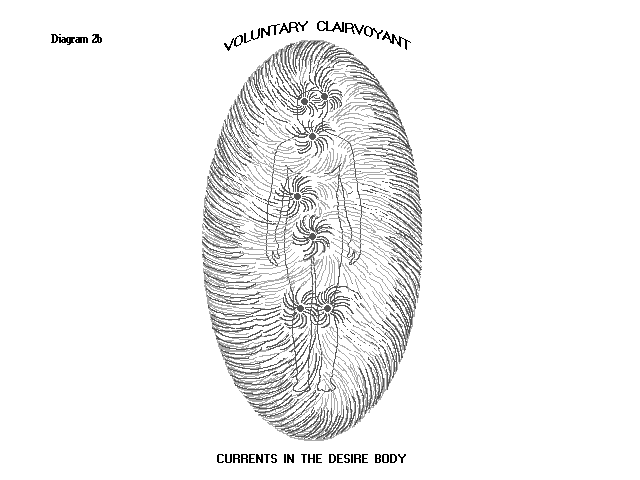 Diagram 2b
VOLUNTARY CLAIRVOYANT
CURRENTS IN THE DESIRE BODY